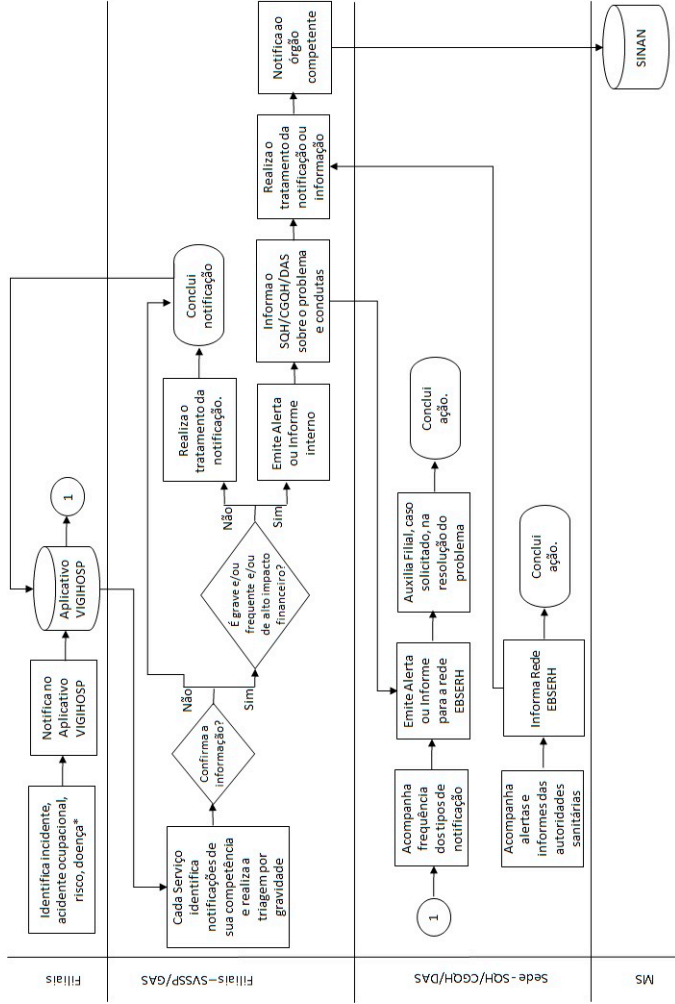 Filiais
Identifica incidente,
acidente ocupacional,
risco, doença*
Notifica no
Aplicativo
VIGIHOSP
Aplicativo
VIGIHOSP
1
Filiais–SVSSP/GAS
Cada Serviço
identifica
notificações de
sua competência
e realiza a
triagem por
gravidade
Confirma a
informação?
Não
Sim
É grave e/ou
frequente e/ou
de alto impacto
financeiro?
Não
Sim
Realiza o
tratamento da
notificação.
Conclui
notificação
Emite Alerta
ou Informe
interno
Informa o
SQH/CGQH/DAS
sobre o problema
e condutas
Realiza o
tratamento da
notificação ou
informação
Notifica ao
órgão
competente
Sede - SQH/CGQH/DAS
1
Acompanha
frequência
dos tipos de
notificação
Emite Alerta
ou Informe
para a rede
EBSERH
Auxilia Filial, caso
solicitado, na
resolução do
problema
Conclui
ação.
Acompanha
alertas e
informes das
autoridades
sanitárias
Informa Rede
EBSERH
Conclui
ação.
MS
SINAN